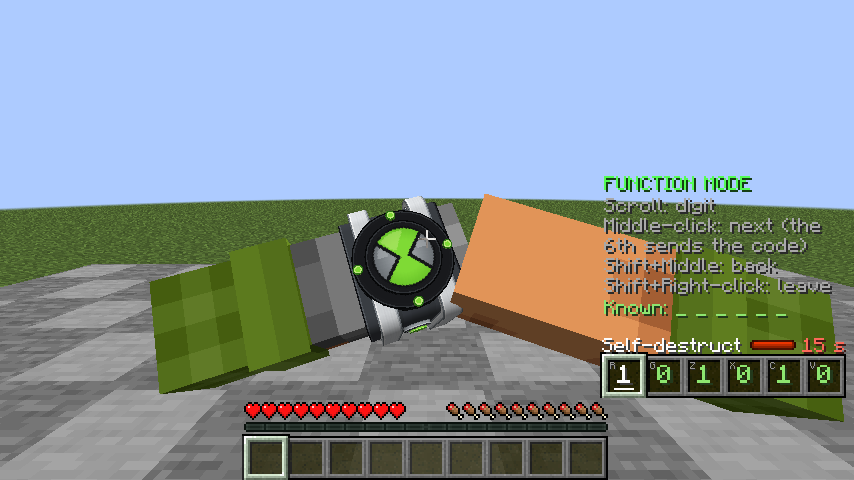 FUNCTION MODE
Scroll: digit
Middle-click: next (the
6th sends the code)
Shift+Middle: back
Shift+Right-click: leave
Known: _ _ _ _ _ _
Self-destruct 15 s
R 1 G 0 Z 1 X 0 C 1 V 0